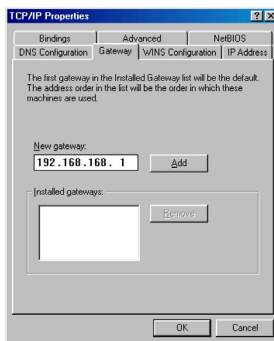 TCP/IP Properties
Bindings Advanced NetBIOS
DNS Configuration Gateway WINS Configuration IP Address
The first gateway in the Installed Gateway list will be the default.
The address order in the list will be the order in which these
machines are used.
New gateway:
192.168.168. 1 Add
Installed gateways:
Remove
OK Cancel